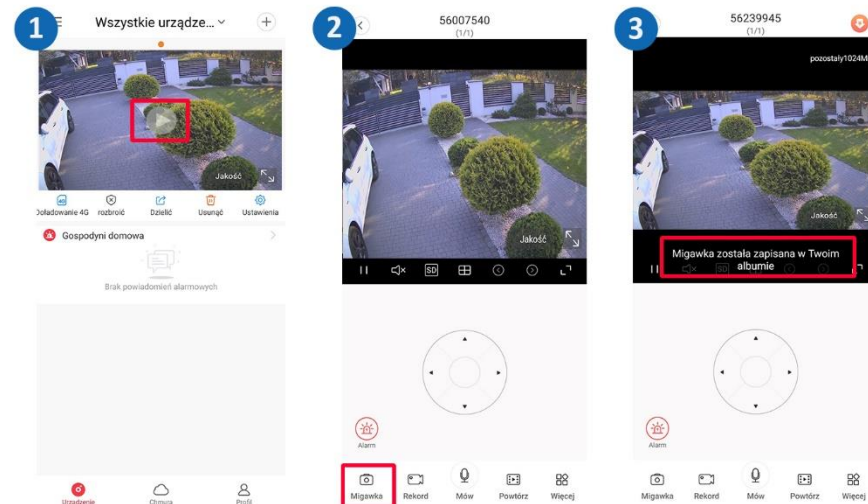 1
Wszystkie urządze...
Jakość
Doładowanie 4G rozbroić Dzielić Usunąć Ustawienia
Gospodyni domowa
Brak powiadomień alarmowych
Urządzenie Chmura Profil
2
56007540
(1/1)
Jakość
SD
Alarm
Migawka Rekord Mów Powtórz Więcej
3
56239945
(1/1)
pozostały1024M
Jakość
Migawka została zapisana w Twoim
albumie
SD
Alarm
Migawka Rekord Mów Powtórz Więcej